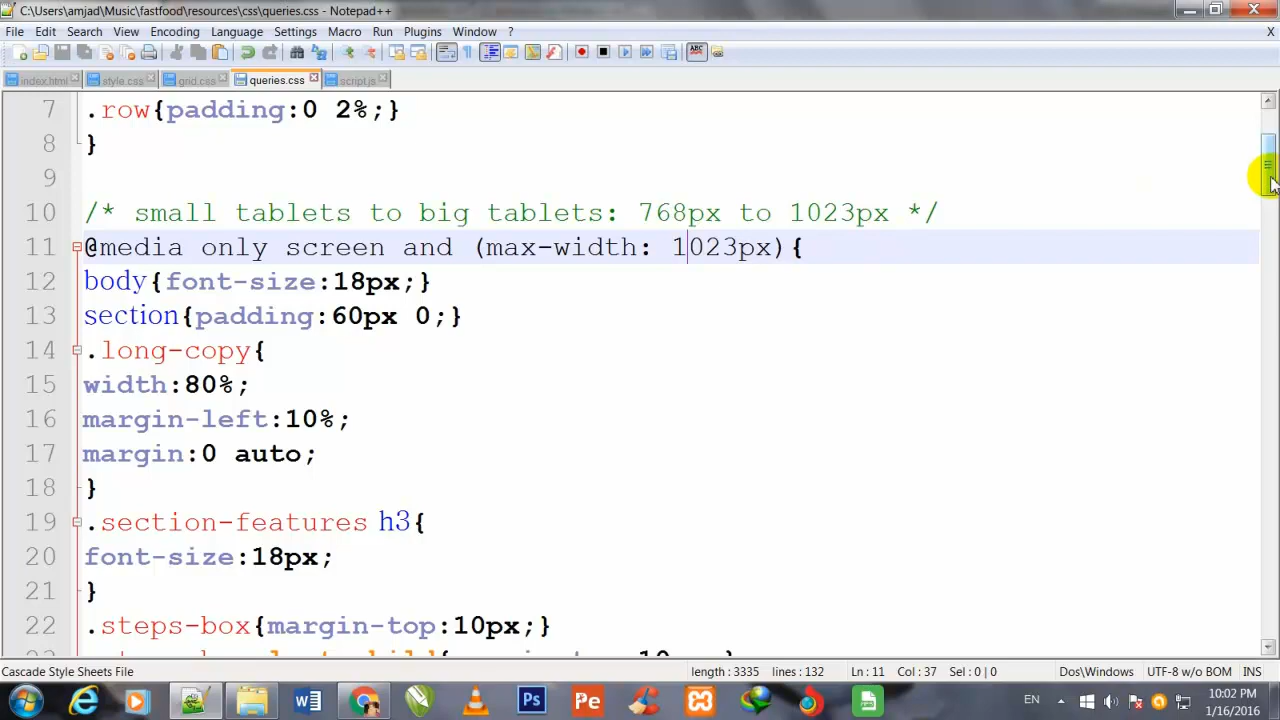 C:\Users\amjad\Music\fastfood\resources\css\queries.css - Notepad++
File Edit Search View Encoding Language Settings Macro Run Plugins Window ? X
index.html style.css grid.css queries.css script.js
7 .row{padding:0 2%;}
8 }
9
10 /* small tablets to big tablets: 768px to 1023px */
11 @media only screen and (max-width: 1023px){
12 body{font-size:18px;}
13 section{padding:60px 0;}
14 .long-copy{
15 width:80%;
16 margin-left:10%;
17 margin:0 auto;
18 }
19 .section-features h3{
20 font-size:18px;
21 }
22 .steps-box{margin-top:10px;}
Cascade Style Sheets File length : 3335 lines : 132 Ln : 11 Col : 37 Sel : 0 | 0 Dos\Windows UTF-8 w/o BOM INS
EN 10:02 PM
1/16/2016